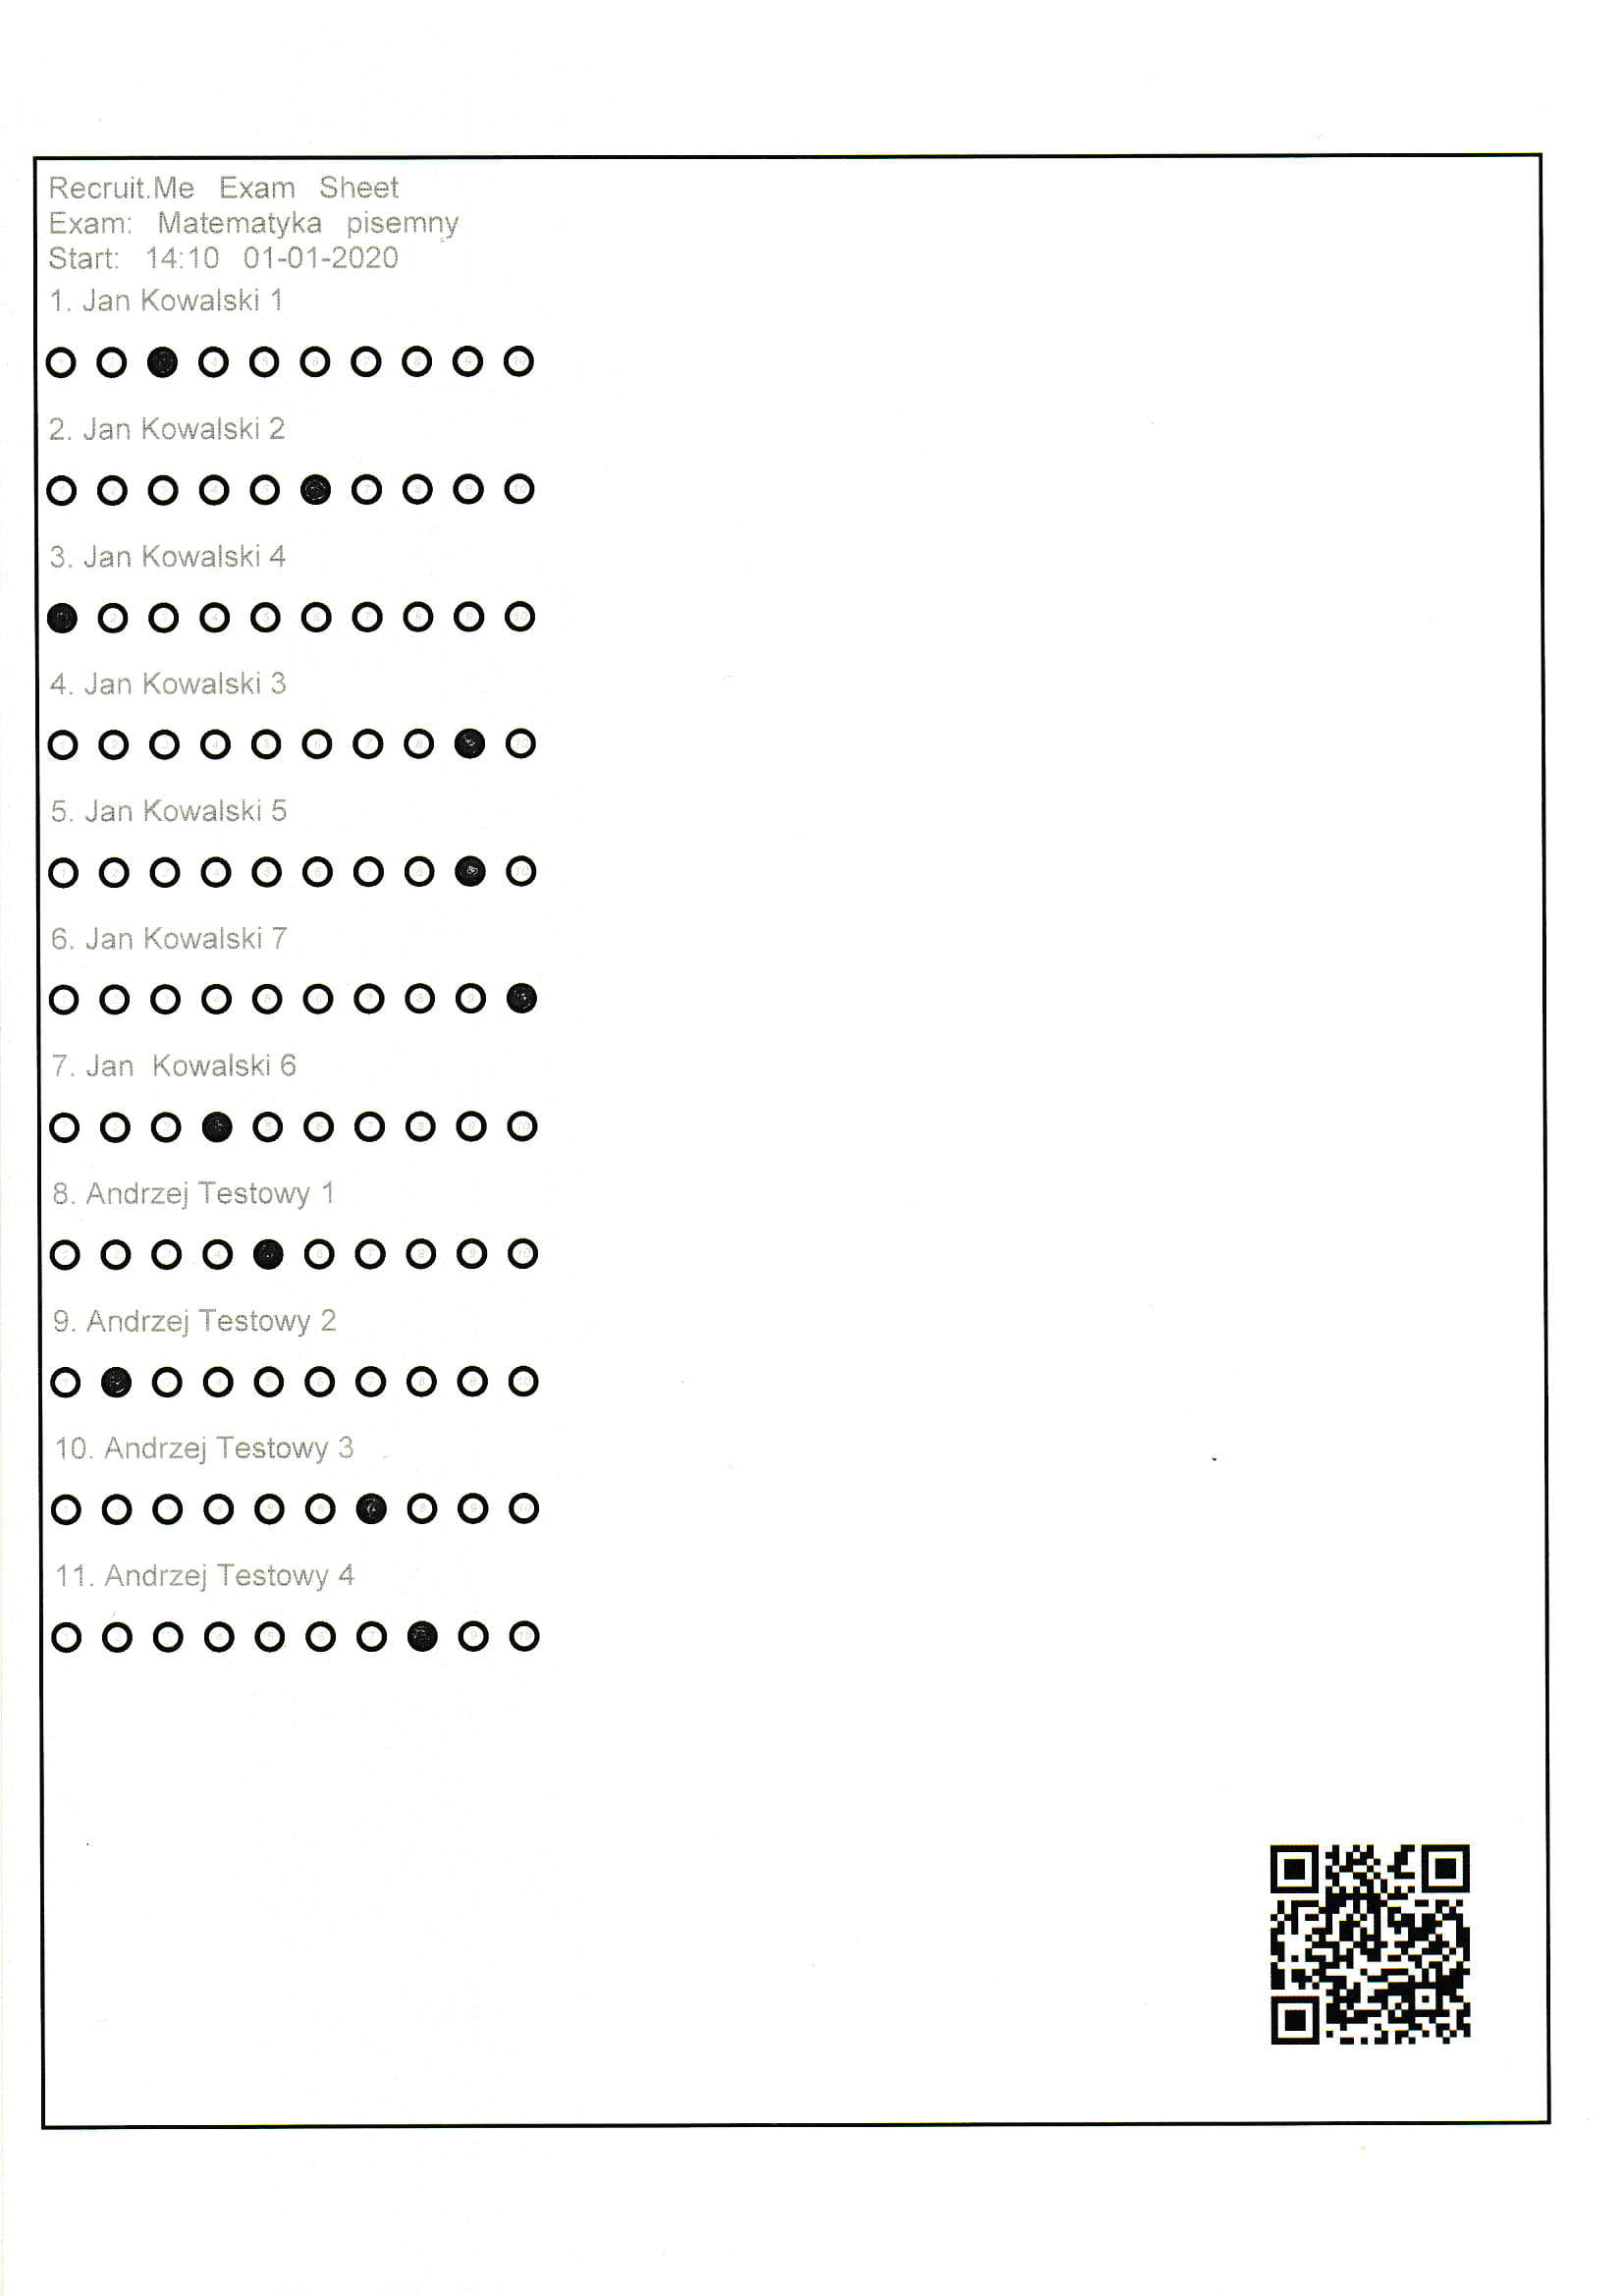 Recruit.Me Exam Sheet
Exam: Matematyka pisemny
Start: 14:10 01-01-2020
1. Jan Kowalski 1
2. Jan Kowalski 2
3. Jan Kowalski 4
4. Jan Kowalski 3
5. Jan Kowalski 5
6. Jan Kowalski 7
7. Jan Kowalski 6
8. Andrzej Testowy 1
9. Andrzej Testowy 2
10. Andrzej Testowy 3
11. Andrzej Testowy 4